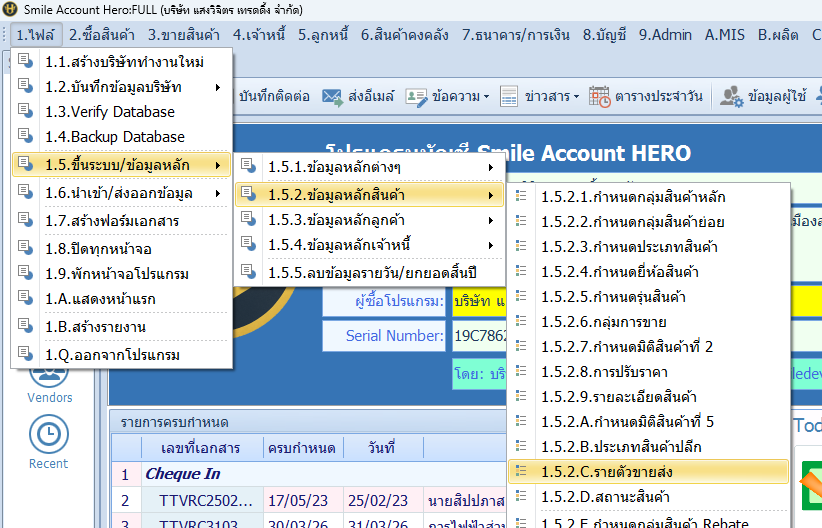 Smile Account Hero:FULL (บริษัท แสงวิจิตร เทรดดิ้ง จำกัด)
1.ไฟล์ 2.ซื้อสินค้า 3.ขายสินค้า 4.เจ้าหนี้ 5.ลูกหนี้ 6.สินค้าคงคลัง 7.ธนาคาร/การเงิน 8.บัญชี 9.Admin A.MIS B.ผลิต
บันทึกติดต่อ ส่งอีเมล์ ข้อความ ข่าวสาร ตารางประจำวัน ข้อมูลผู้ใช้
1.1.สร้างบริษัททำงานใหม่
1.2.บันทึกข้อมูลบริษัท
1.3.Verify Database
1.4.Backup Database
1.5.ขึ้นระบบ/ข้อมูลหลัก
1.6.นำเข้า/ส่งออกข้อมูล
1.7.สร้างฟอร์มเอกสาร
1.8.ปิดทุกหน้าจอ
1.9.พักหน้าจอโปรแกรม
1.A.แสดงหน้าแรก
1.B.สร้างรายงาน
1.Q.ออกจากโปรแกรม
Smile Account HERO
1.5.1.ข้อมูลหลักต่างๆ
1.5.2.ข้อมูลหลักสินค้า
1.5.3.ข้อมูลหลักลูกค้า
1.5.4.ข้อมูลหลักเจ้าหนี้
1.5.5.ลบข้อมูลรายวัน/ยกยอดสิ้นปี
1.5.2.1.กำหนดกลุ่มสินค้าหลัก
1.5.2.2.กำหนดกลุ่มสินค้าย่อย
1.5.2.3.กำหนดประเภทสินค้า
1.5.2.4.กำหนดยี่ห้อสินค้า
1.5.2.5.กำหนดรุ่นสินค้า
1.5.2.6.กลุ่มการขาย
1.5.2.7.กำหนดมิติสินค้าที่ 2
1.5.2.8.การปรับราคา
1.5.2.9.รายละเอียดสินค้า
1.5.2.A.กำหนดมิติสินค้าที่ 5
1.5.2.B.ประเภทสินค้าปลีก
1.5.2.C.รายตัวขายส่ง
1.5.2.D.สถานะสินค้า
1.5.2.E.กำหนดกลุ่มสินค้า Rebate
ผู้ซื้อโปรแกรม: บริษัท
Serial Number: 19C786
โดย:
Vendors
Recent
รายการครบกำหนด
เลขที่เอกสาร ครบกำหนด วันที่
1 Cheque In
2 TTVRC2502... 17/05/23 25/02/23 นายสิปปภาส
3 TTVRC3103 30/03/26 31/03/26